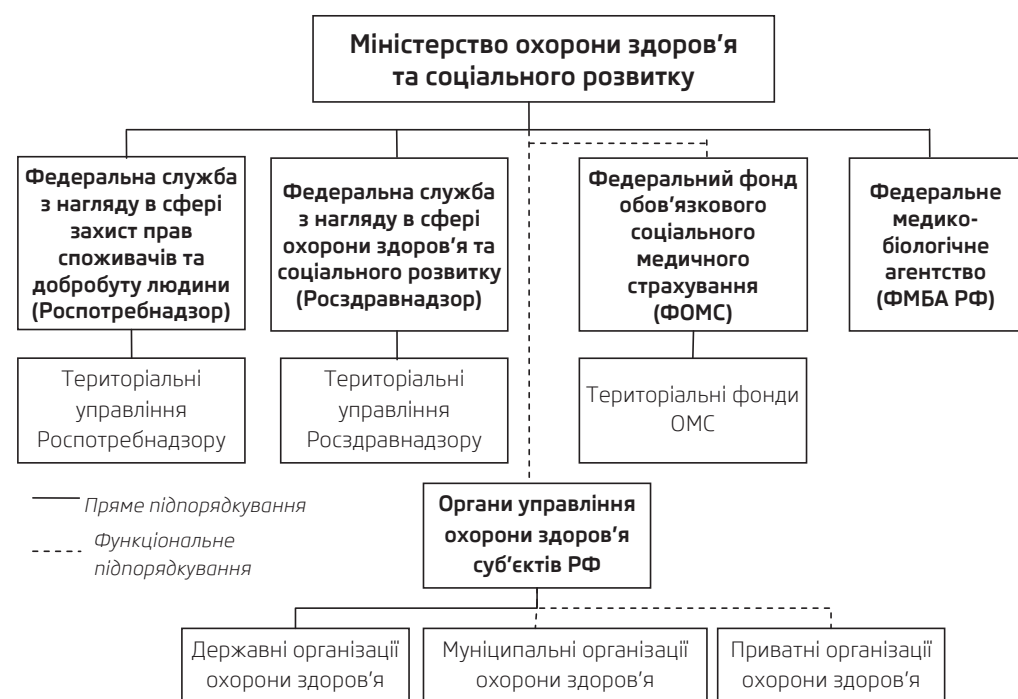 Міністерство охорони здоров'я
та соціального розвитку
Федеральна служба
з нагляду в сфері
захист прав
споживачів та
добробуту людини
(Роспотребнадзор)
Федеральна служба
з нагляду в сфері
охорони здоров'я та
соціального розвитку
(Росздравнадзор)
Федеральний фонд
обов'язкового
соціального
медичного
страхування
(ФОМС)
Федеральне
медико-
біологічне
агентство
(ФМБА РФ)
Територіальні
управління
Роспотребнадзору
Територіальні
управління
Росздравнадзору
Територіальні фонди
ОМС
Пряме підпорядкування
Функціональне
підпорядкування
Органи управління
охорони здоров'я
суб'єктів РФ
Державні організації
охорони здоров'я
Муніципальні організації
охорони здоров'я
Приватні організації
охорони здоров'я